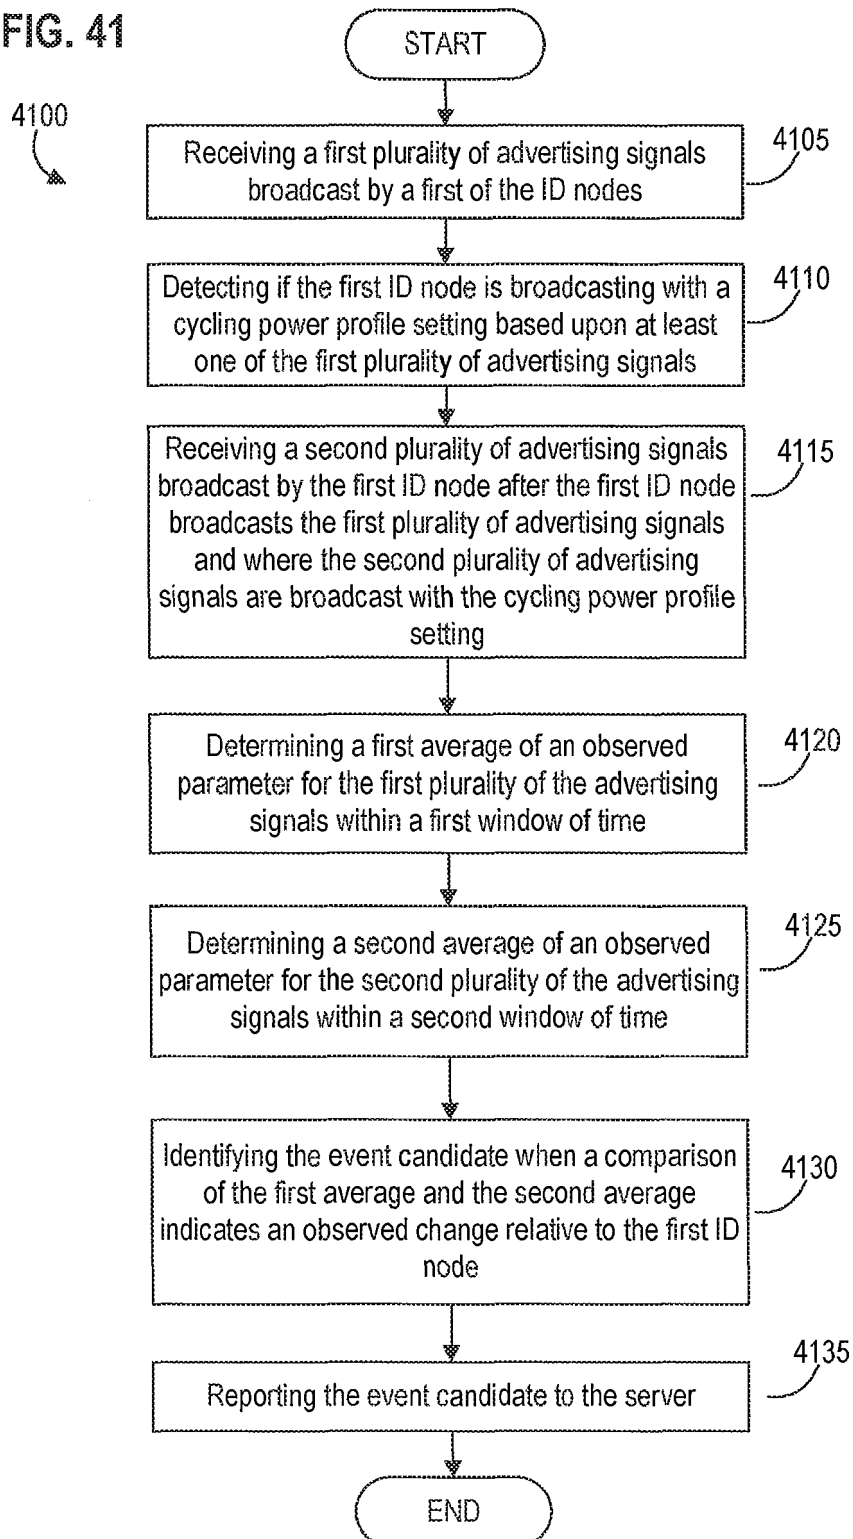 FIG. 41
START
4100
4105
Receiving a first plurality of advertising signals
broadcast by a first of the ID nodes
4110
Detecting if the first ID node is broadcasting with a
cycling power profile setting based upon at least
one of the first plurality of advertising signals
4115
Receiving a second plurality of advertising signals
broadcast by the first ID node after the first ID node
broadcasts the first plurality of advertising signals
and where the second plurality of advertising
signals are broadcast with the cycling power profile
setting
4120
Determining a first average of an observed
parameter for the first plurality of the advertising
signals within a first window of time
4125
Determining a second average of an observed
parameter for the second plurality of the advertising
signals within a second window of time
4130
Identifying the event candidate when a comparison
of the first average and the second average
indicates an observed change relative to the first ID
node
4135
Reporting the event candidate to the server
END